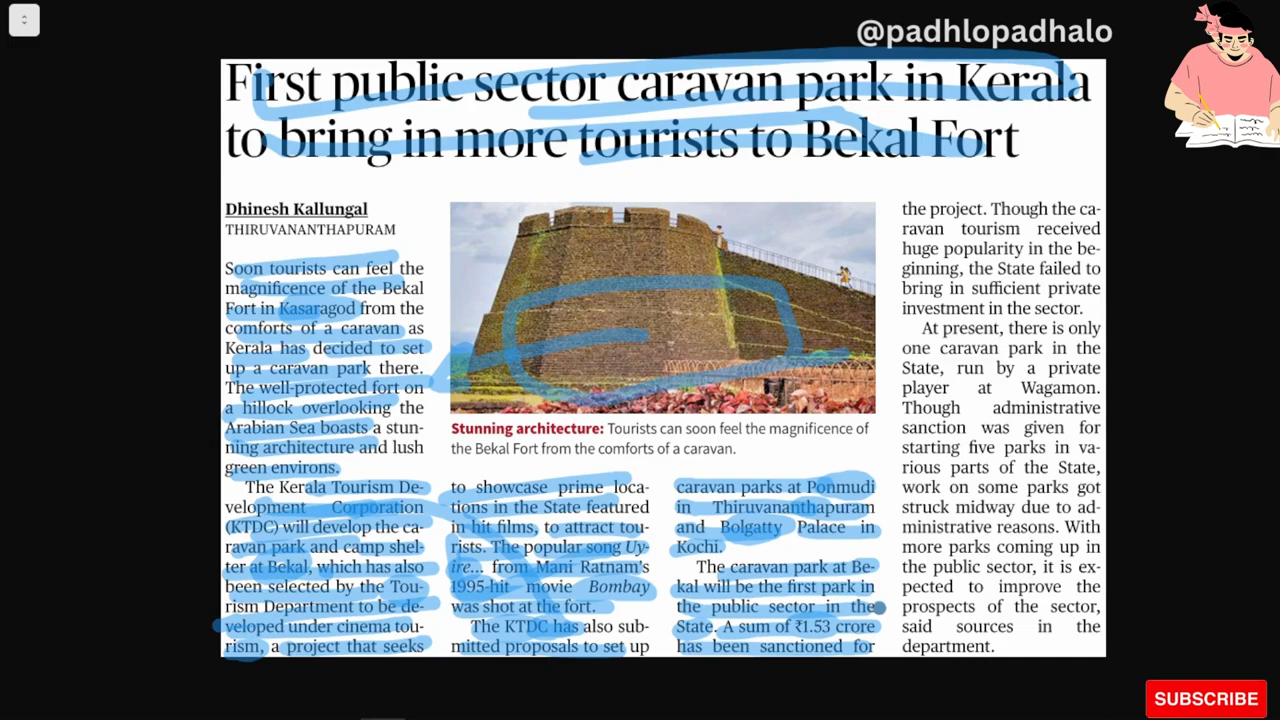 @padhlopadhalo
First public sector caravan park in Kerala
to bring in more tourists to Bekal Fort
Dhinesh Kallungal
THIRUVANANTHAPURAM
Soon tourists can feel the
magnificence of the Bekal
Fort in Kasaragod from the
comforts of a caravan as
Kerala has decided to set
up a caravan park there.
The well-protected fort on
a hillock overlooking the
Arabian Sea boasts a stun-
ning architecture and lush
green environs.
The Kerala Tourism De-
velopment Corporation
(KTDC) will develop the ca-
ravan park and camp shel-
ter at Bekal, which has also
been selected by the Tou-
rism Department to be de-
veloped under cinema tou-
rism, a project that seeks
Stunning architecture: Tourists can soon feel the magnificence of
the Bekal Fort from the comforts of a caravan.
to showcase prime loca-
tions in the State featured
in hit films, to attract tou-
rists. The popular song Uy-
ire... from Mani Ratnam's
1995-hit movie Bombay
was shot at the fort.
The KTDC has also sub-
mitted proposals to set up
caravan parks at Ponmudi
in Thiruvananthapuram
and Bolgatty Palace in
Kochi.
The caravan park at Be-
kal will be the first park in
the public sector in the
State. A sum of ₹1.53 crore
has been sanctioned for
the project. Though the ca-
ravan tourism received
huge popularity in the be-
ginning, the State failed to
bring in sufficient private
investment in the sector.
At present, there is only
one caravan park in the
State, run by a private
player at Wagamon.
Though administrative
sanction was given for
starting five parks in va-
rious parts of the State,
work on some parks got
struck midway due to ad-
ministrative reasons. With
more parks coming up in
the public sector, it is ex-
pected to improve the
prospects of the sector,
said sources in the
department.
SUBSCRIBE